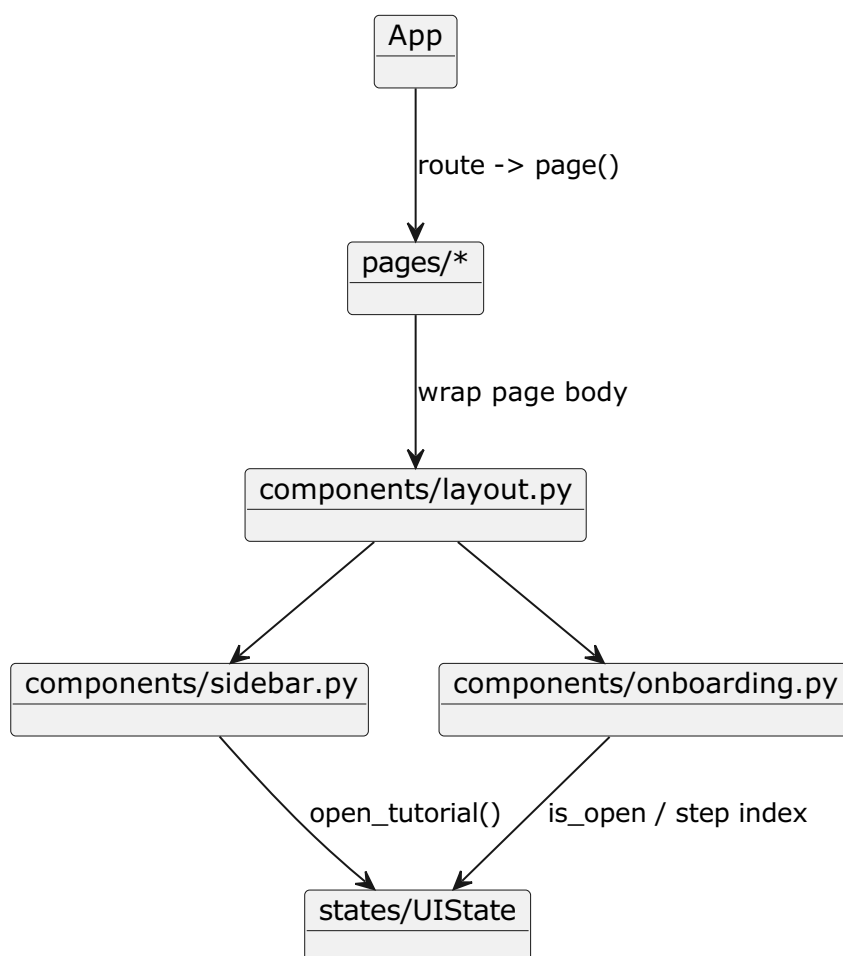 App
route -> page()
pages/*
wrap page body
components/layout.py
components/sidebar.py
components/onboarding.py
open_tutorial()
is_open / step index
states/UIState